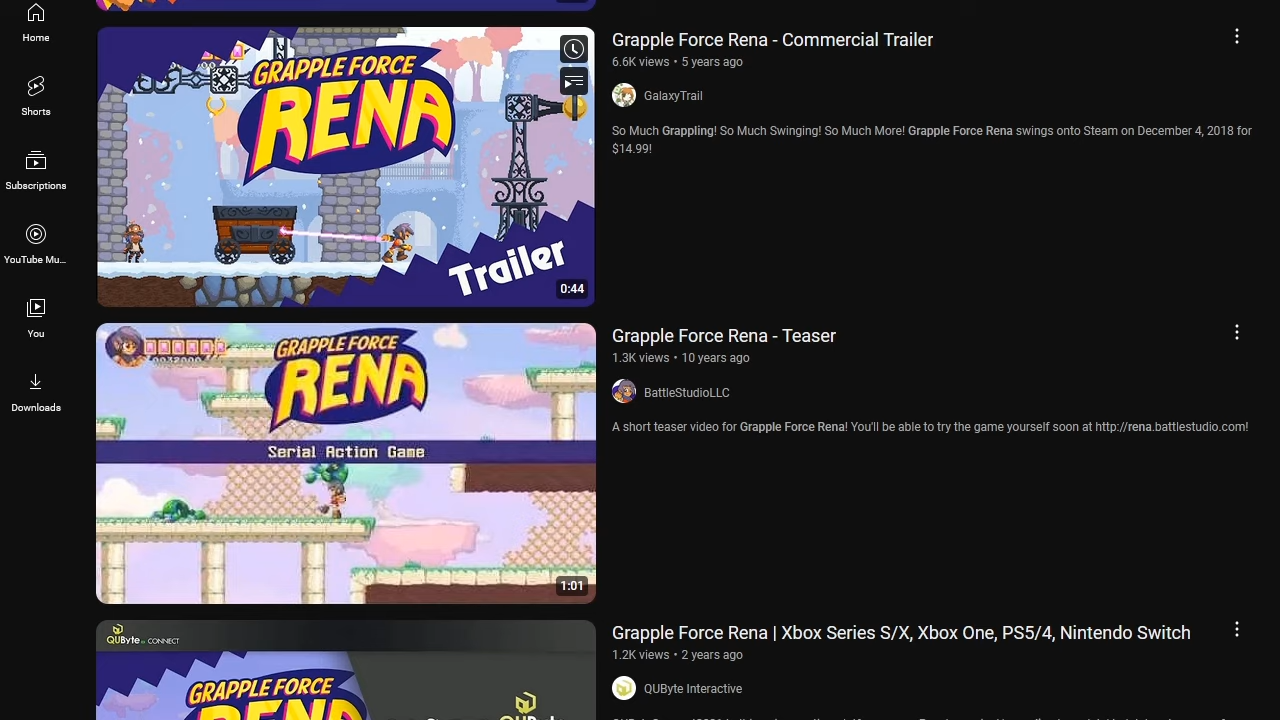 Home
Shorts
Subscriptions
YouTube Mu...
You
Downloads
GRAPPLE FORCE
RENA
Trailer
0:44
Grapple Force Rena - Commercial Trailer
6.6K views • 5 years ago
GalaxyTrail
So Much Grappling! So Much Swinging! So Much More! Grapple Force Rena swings onto Steam on December 4, 2018 for
$14.99!
GRAPPLE FORCE
RENA
Serial Action Game
1:01
Grapple Force Rena - Teaser
1.3K views • 10 years ago
BattleStudioLLC
A short teaser video for Grapple Force Rena! You'll be able to try the game yourself soon at http://rena.battlestudio.com!
QUByte CONNECT
GRAPPLE FORCE
RENA
Grapple Force Rena | Xbox Series S/X, Xbox One, PS5/4, Nintendo Switch
1.2K views • 2 years ago
QUByte Interactive